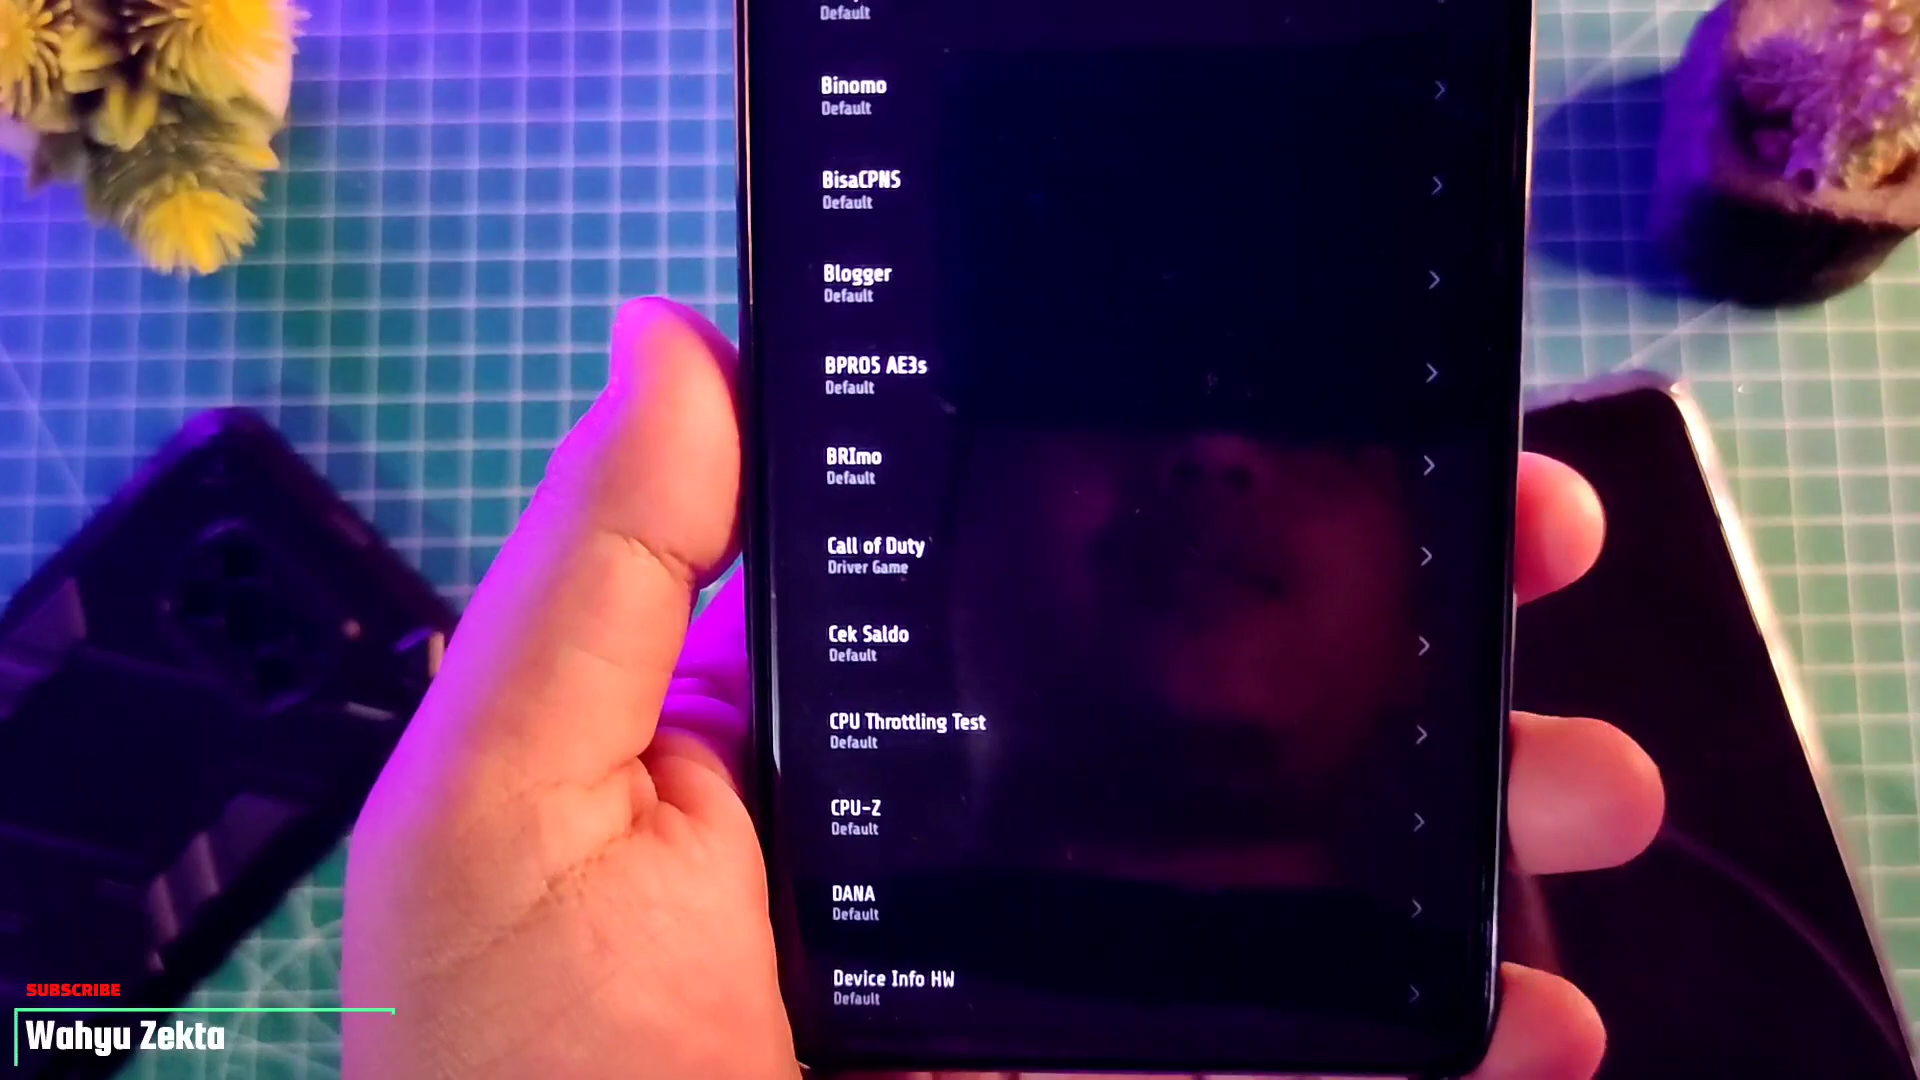 Default
Binomo
Default
BisaCPNS
Default
Blogger
Default
BPRO5 AE3s
Default
BRImo
Default
Call of Duty
Driver Game
Cek Saldo
Default
CPU Throttling Test
Default
CPU-Z
Default
DANA
Default
Device Info HW
Default
SUBSCRIBE
Wahyu Zekta